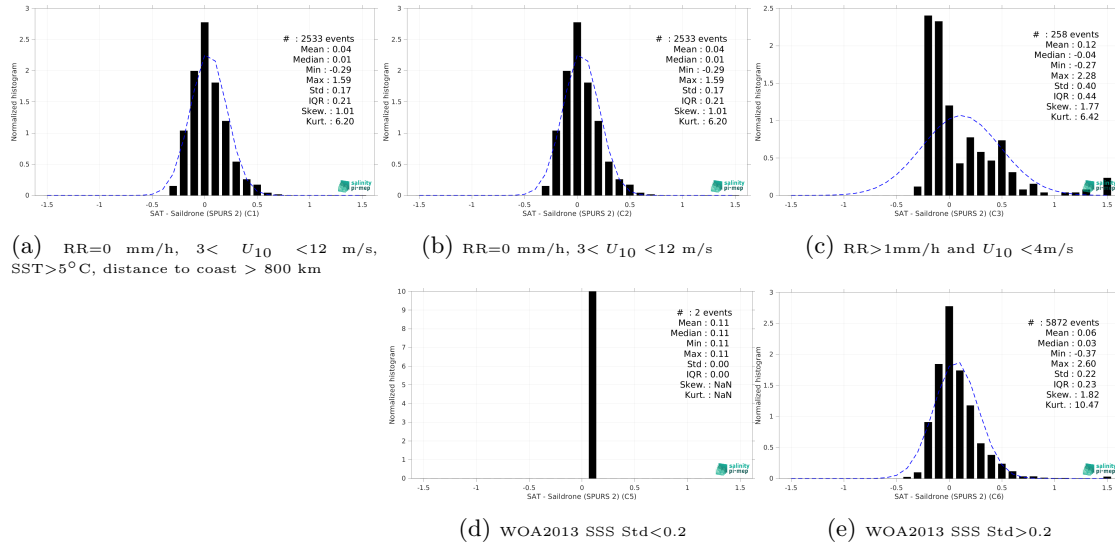 3
2.5
2
1.5
1
0.5
0
Normalized histogram
# : 2533 events
Mean : 0.04
Median : 0.01
Min : -0.29
Max : 1.59
Std : 0.17
IQR : 0.21
Skew. : 1.01
Kurt. : 6.20
salinity
pi-mep
-1.5 -1 -0.5 0 0.5 1 1.5
SAT - Saildrone (SPURS 2) (C1)
(a) RR=0 mm/h, 3< U10 <12 m/s,
SST>5°C, distance to coast > 800 km
3
2.5
2
1.5
1
0.5
0
Normalized histogram
# : 2533 events
Mean : 0.04
Median : 0.01
Min : -0.29
Max : 1.59
Std : 0.17
IQR : 0.21
Skew. : 1.01
Kurt. : 6.20
salinity
pi-mep
-1.5 -1 -0.5 0 0.5 1 1.5
SAT - Saildrone (SPURS 2) (C2)
(b) RR=0 mm/h, 3< U10 <12 m/s
2.5
2
1.5
1
0.5
0
Normalized histogram
# : 258 events
Mean : 0.12
Median : -0.04
Min : -0.27
Max : 2.28
Std : 0.40
IQR : 0.44
Skew. : 1.77
Kurt. : 6.42
salinity
pi-mep
-1.5 -1 -0.5 0 0.5 1 1.5
SAT - Saildrone (SPURS 2) (C3)
(c) RR>1mm/h and U10 <4m/s
10
9
8
7
6
5
4
3
2
1
0
Normalized histogram
# : 2 events
Mean : 0.11
Median : 0.11
Min : 0.11
Max : 0.11
Std : 0.00
IQR : 0.00
Skew. : NaN
Kurt. : NaN
salinity
pi-mep
-1.5 -1 -0.5 0 0.5 1 1.5
SAT - Saildrone (SPURS 2) (C5)
(d) WOA2013 SSS Std<0.2
3
2.5
2
1.5
1
0.5
0
Normalized histogram
# : 5872 events
Mean : 0.06
Median : 0.03
Min : -0.37
Max : 2.60
Std : 0.22
IQR : 0.23
Skew. : 1.82
Kurt. : 10.47
salinity
pi-mep
-1.5 -1 -0.5 0 0.5 1 1.5
SAT - Saildrone (SPURS 2) (C6)
(e) WOA2013 SSS Std>0.2